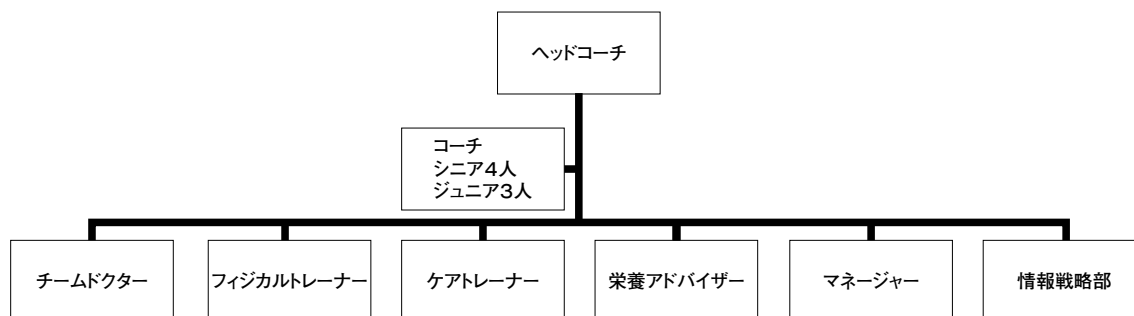 ヘッドコーチ
コーチ
シニア4人
ジュニア3人
チームドクター
フィジカルトレーナー
ケアトレーナー
栄養アドバイザー
マネージャー
情報戦略部